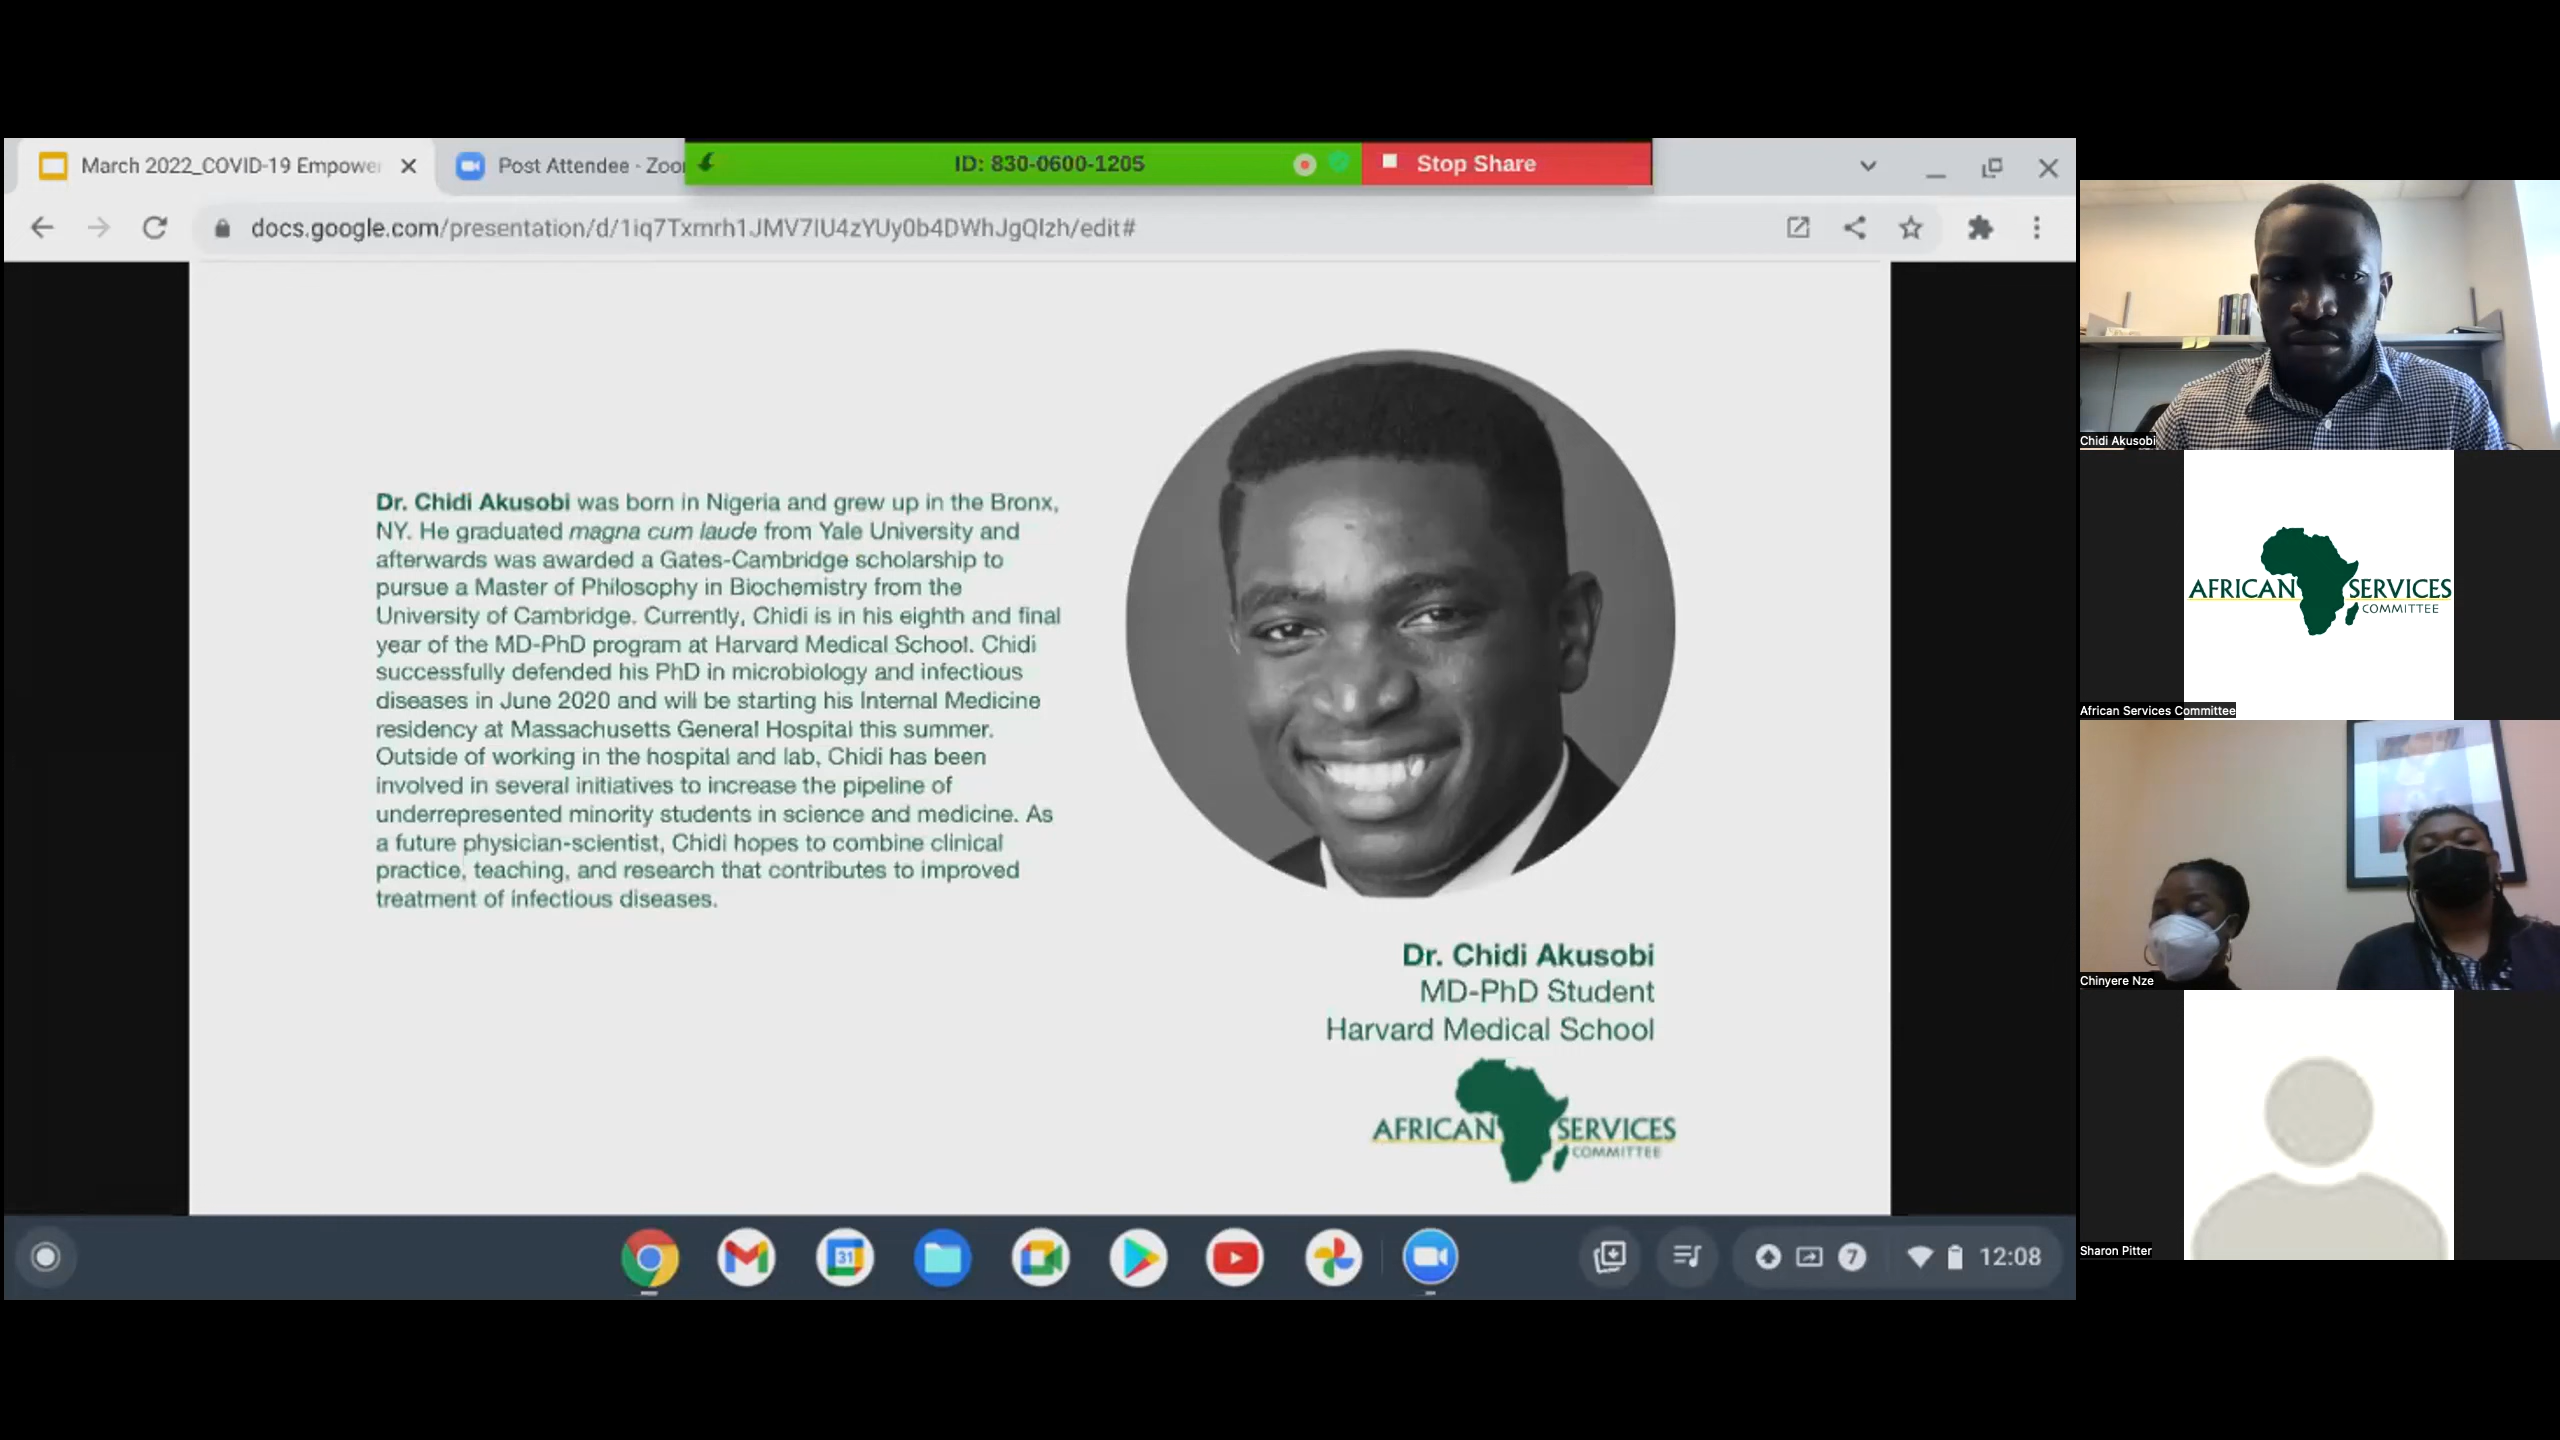 March 2022_COVID-19 Empower
Post Attendee - Zoo
ID: 830-0600-1205
Stop Share
docs.google.com/presentation/d/1iq7Txmrh1JMV7lU4zYUy0b4DWhJgQlzh/edit#
Dr. Chidi Akusobi was born in Nigeria and grew up in the Bronx,
NY. He graduated magna cum laude from Yale University and
afterwards was awarded a Gates-Cambridge scholarship to
pursue a Master of Philosophy in Biochemistry from the
University of Cambridge. Currently, Chidi is in his eighth and final
year of the MD-PhD program at Harvard Medical School. Chidi
successfully defended his PhD in microbiology and infectious
diseases in June 2020 and will be starting his Internal Medicine
residency at Massachusetts General Hospital this summer.
Outside of working in the hospital and lab, Chidi has been
involved in several initiatives to increase the pipeline of
underrepresented minority students in science and medicine. As
a future physician-scientist, Chidi hopes to combine clinical
practice, teaching, and research that contributes to improved
treatment of infectious diseases.
Dr. Chidi Akusobi
MD-PhD Student
Harvard Medical School
AFRICAN SERVICES
COMMITTEE
31
7
12:08
Chidi Akusobi
AFRICAN SERVICES
COMMITTEE
African Services Committee
Chinyere Nze
Sharon Pitter